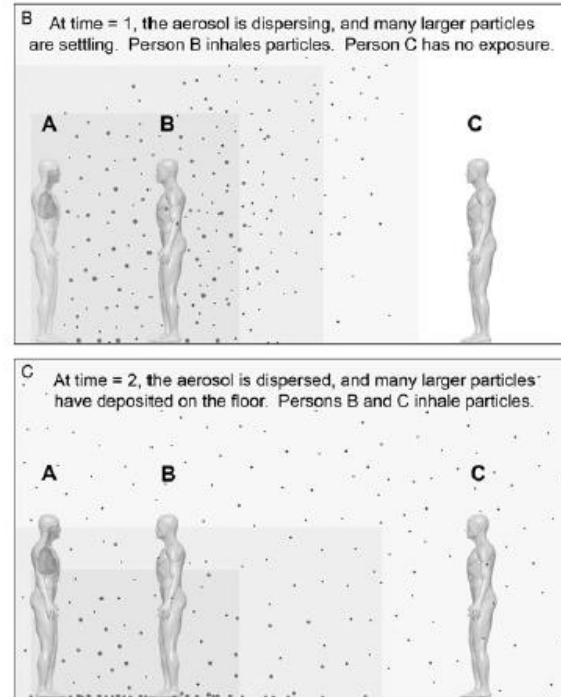 B At time = 1, the aerosol is dispersing, and many larger particles
are settling. Person B inhales particles. Person C has no exposure.
A B C
C At time = 2, the aerosol is dispersed, and many larger particles
have deposited on the floor. Persons B and C inhale particles.
A B C